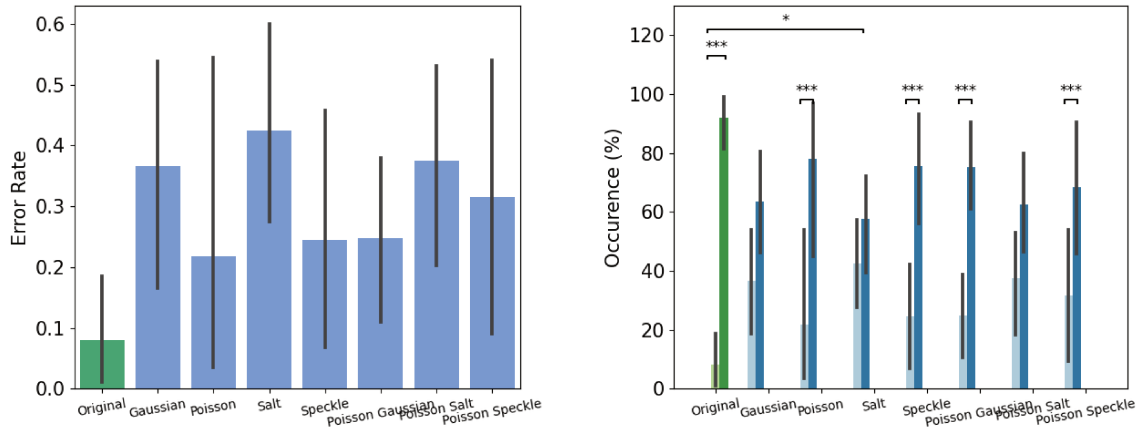 Error Rate
0.6
0.5
0.4
0.3
0.2
0.1
0.0
Original
Gaussian
Poisson
Salt
Speckle
Poisson Gaussian
Poisson Salt
Poisson Speckle
Occurence (%)
120
100
80
60
40
20
0
*
***
***
***
***
***
Original
Gaussian
Poisson
Salt
Speckle
Poisson Gaussian
Poisson Salt
Poisson Speckle